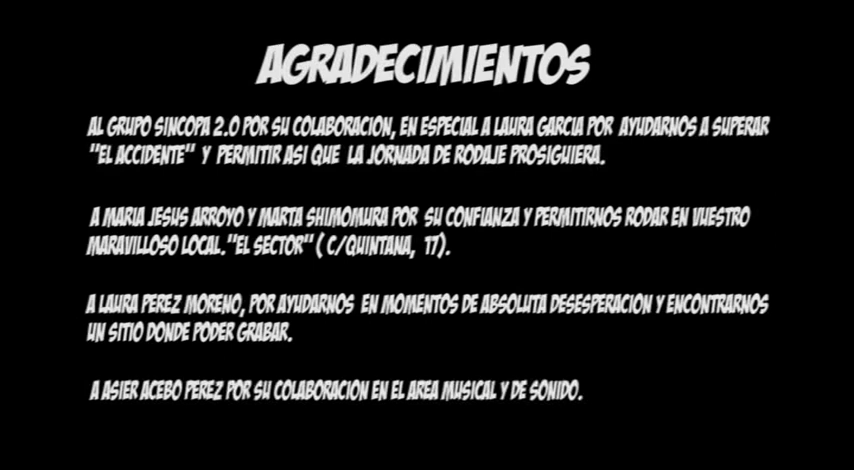 AGRADECIMIENTOS
AL GRUPO SINCOPA 2.0 POR SU COLABORACION, EN ESPECIAL A LAURA GARCIA POR AYUDARNOS A SUPERAR
"EL ACCIDENTE" Y PERMITIR ASI QUE LA JORNADA DE RODAJE PROSIGUIERA.
A MARIA JESUS ARROYO Y MARTA SHIMOMURA POR SU CONFIANZA Y PERMITIRNOS RODAR EN VUESTRO
MARAVILLOSO LOCAL."EL SECTOR" ( C/QUINTANA, 17).
A LAURA PEREZ MORENO, POR AYUDARNOS EN MOMENTOS DE ABSOLUTA DESESPERACION Y ENCONTRARNOS
UN SITIO DONDE PODER GRABAR.
A ASIER ACEBO PEREZ POR SU COLABORACION EN EL AREA MUSICAL Y DE SONIDO.